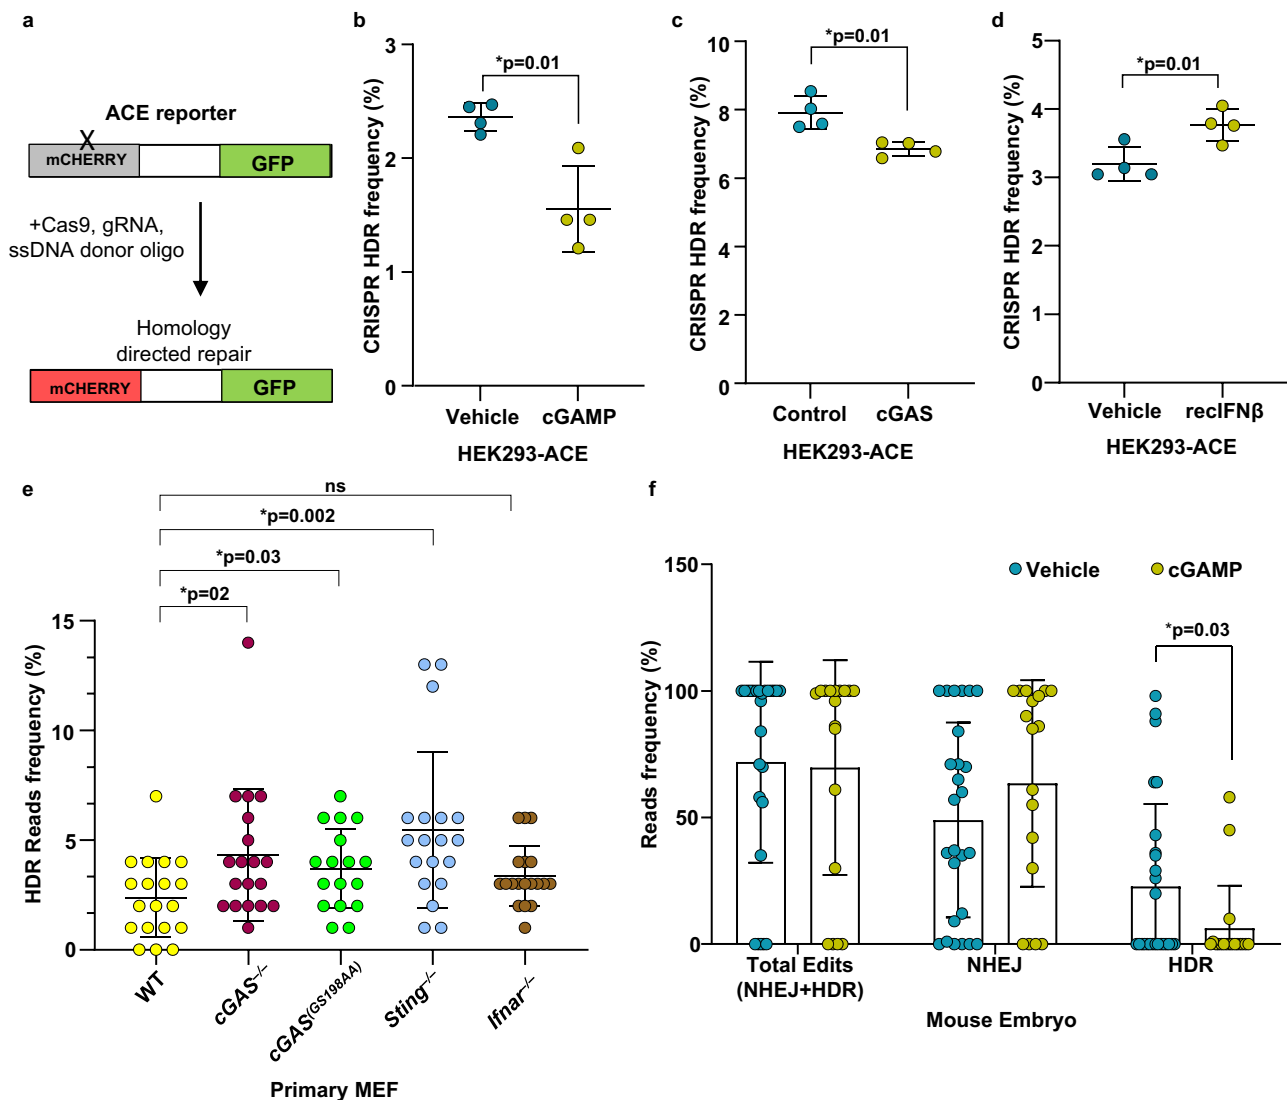 a
ACE reporter
X
mCHERRY
GFP
+Cas9, gRNA,
ssDNA donor oligo
Homology
directed repair
mCHERRY
GFP
b
CRISPR HDR frequency (%)
3
2
1
0
*p=0.01
Vehicle
cGAMP
HEK293-ACE
c
CRISPR HDR frequency (%)
10
8
6
4
2
0
*p=0.01
Control
cGAS
HEK293-ACE
d
CRISPR HDR frequency (%)
5
4
3
2
1
0
*p=0.01
Vehicle
recIFNβ
HEK293-ACE
e
ns
*p=0.002
*p=0.03
*p=02
HDR Reads frequency (%)
15
10
5
0
WT
cGAS–/–
cGAS(GS198AA)
Sting–/–
Ifnar–/–
Primary MEF
f
Reads frequency (%)
150
100
50
0
Vehicle
cGAMP
*p=0.03
Total Edits
(NHEJ+HDR)
NHEJ
HDR
Mouse Embryo